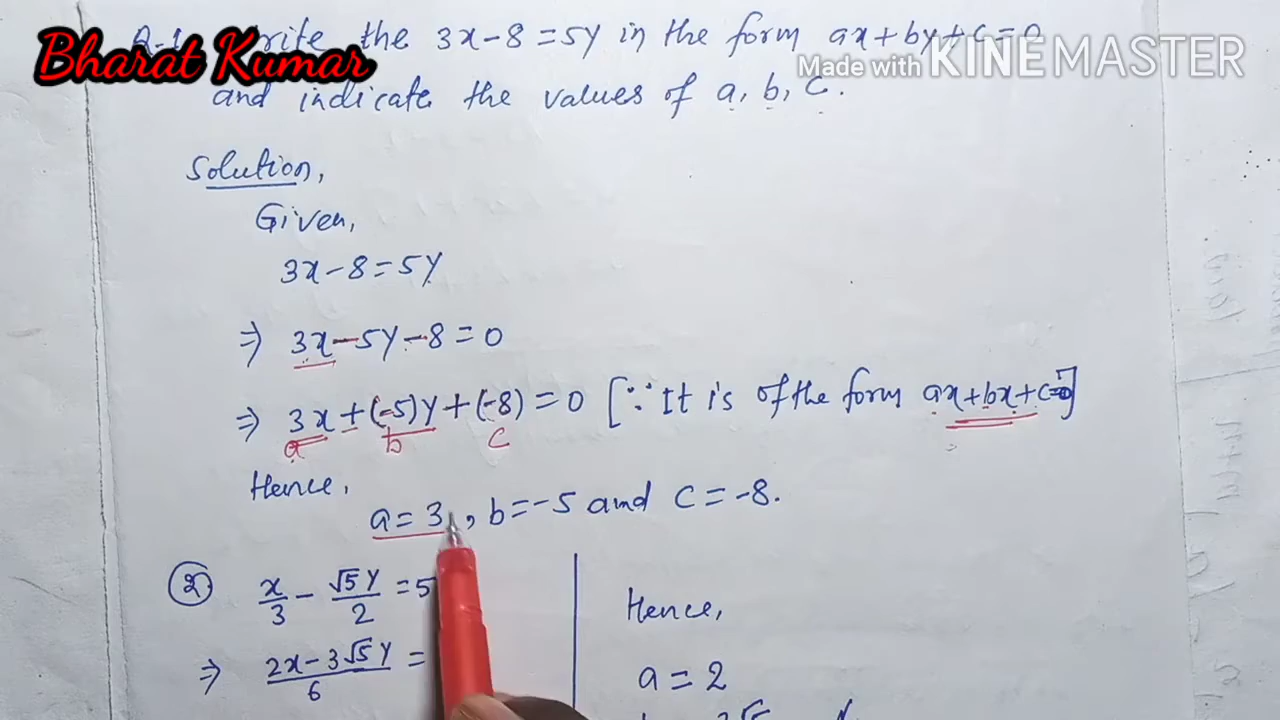 Q-1 write the 3x-8=5y in the form ax+by+c=0
Bharat Kumar
Made with KINEMASTER
and indicate the values of a, b, c.
Solution,
Given,
3x-8=5y
⇒ 3x-5y-8=0
⇒ 3x+(-5)y+(-8)=0 [∵ It is of the form ax+bx+c=0]
a b c
Hence,
a=3, b=-5 and c=-8.
② x/3 - √5y/2 = 5
⇒ 2x-3√5y/6 =
Hence,
a=2